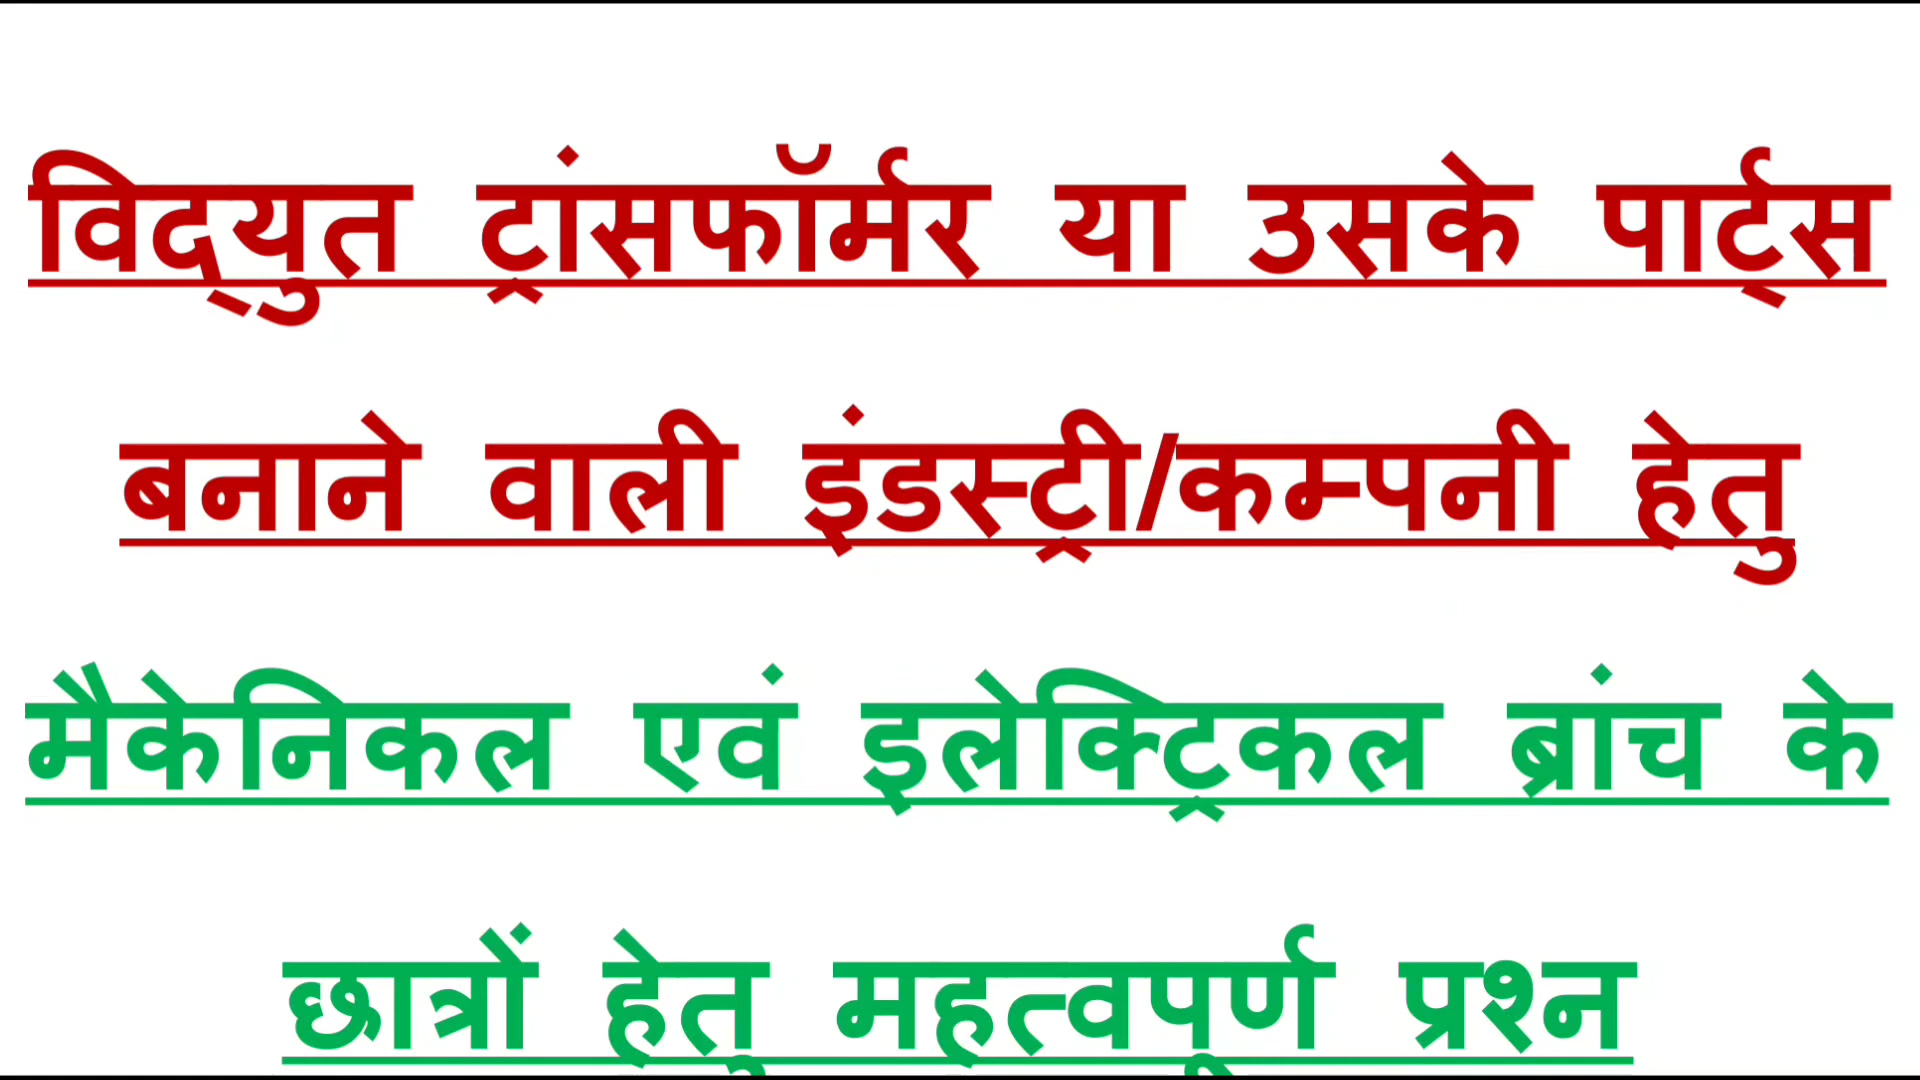 विद्युत ट्रांसफॉर्मर या उसके पार्ट्स
बनाने वाली इंडस्ट्री/कम्पनी हेतु
मैकेनिकल एवं इलेक्ट्रिकल ब्रांच के
छात्रों हेतु महत्वपूर्ण प्रश्न